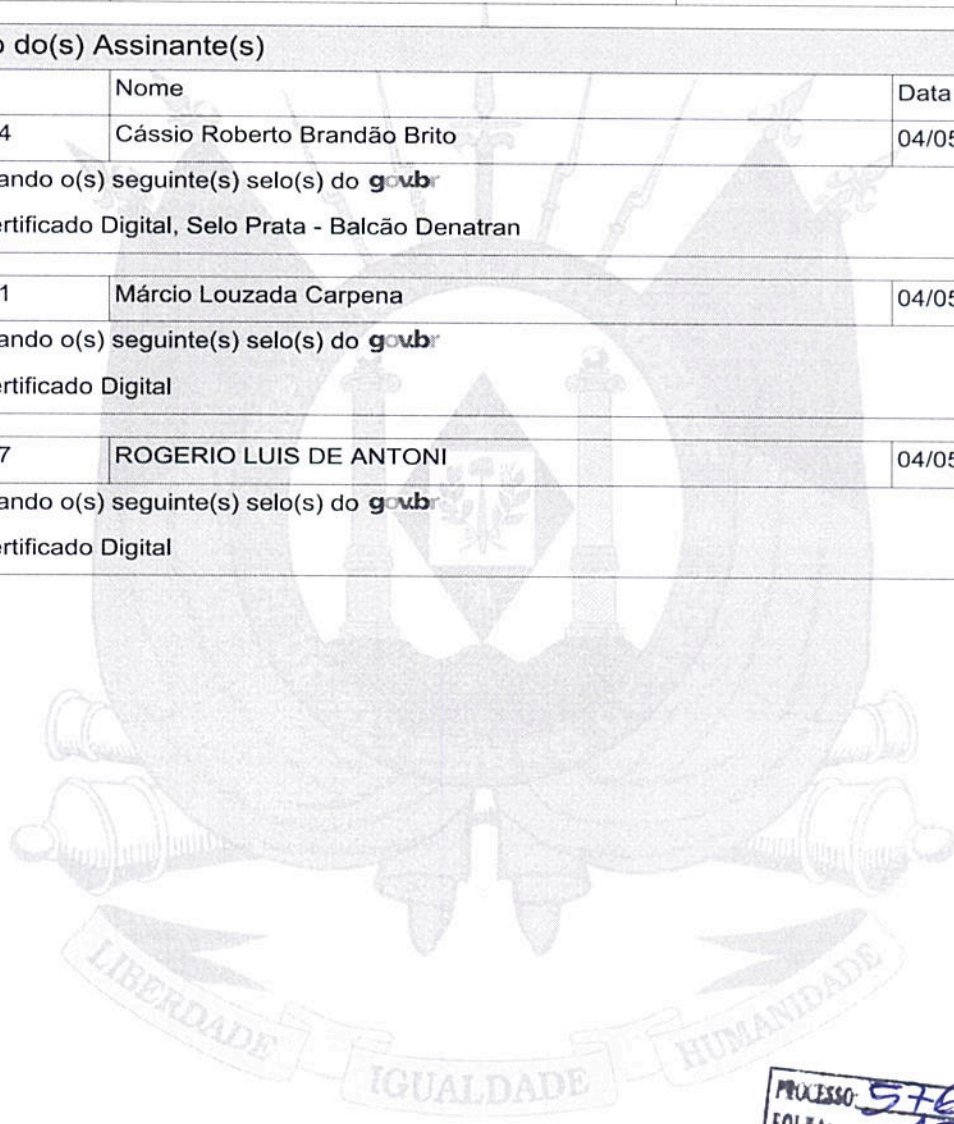 o do(s) Assinante(s)
Nome Data
4 Cássio Roberto Brandão Brito 04/05
ando o(s) seguinte(s) selo(s) do gov.br
ertificado Digital, Selo Prata - Balcão Denatran
1 Márcio Louzada Carpena 04/05
ando o(s) seguinte(s) selo(s) do gov.br
ertificado Digital
7 ROGERIO LUIS DE ANTONI 04/05
ando o(s) seguinte(s) selo(s) do gov.br
ertificado Digital
LIBERDADE IGUALDADE HUMANIDADE
PROCESSO: 576